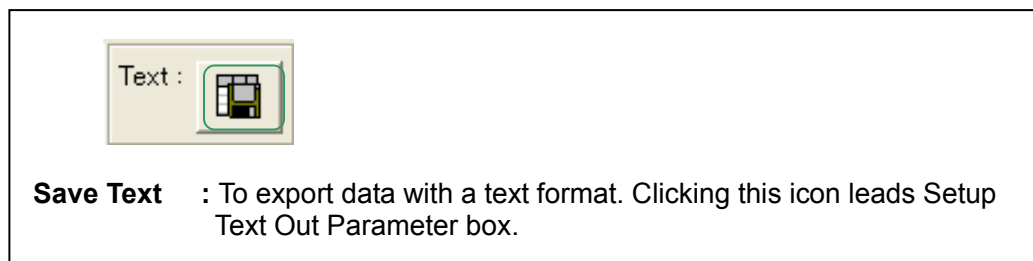 Text :
Save Text : To export data with a text format. Clicking this icon leads Setup
Text Out Parameter box.